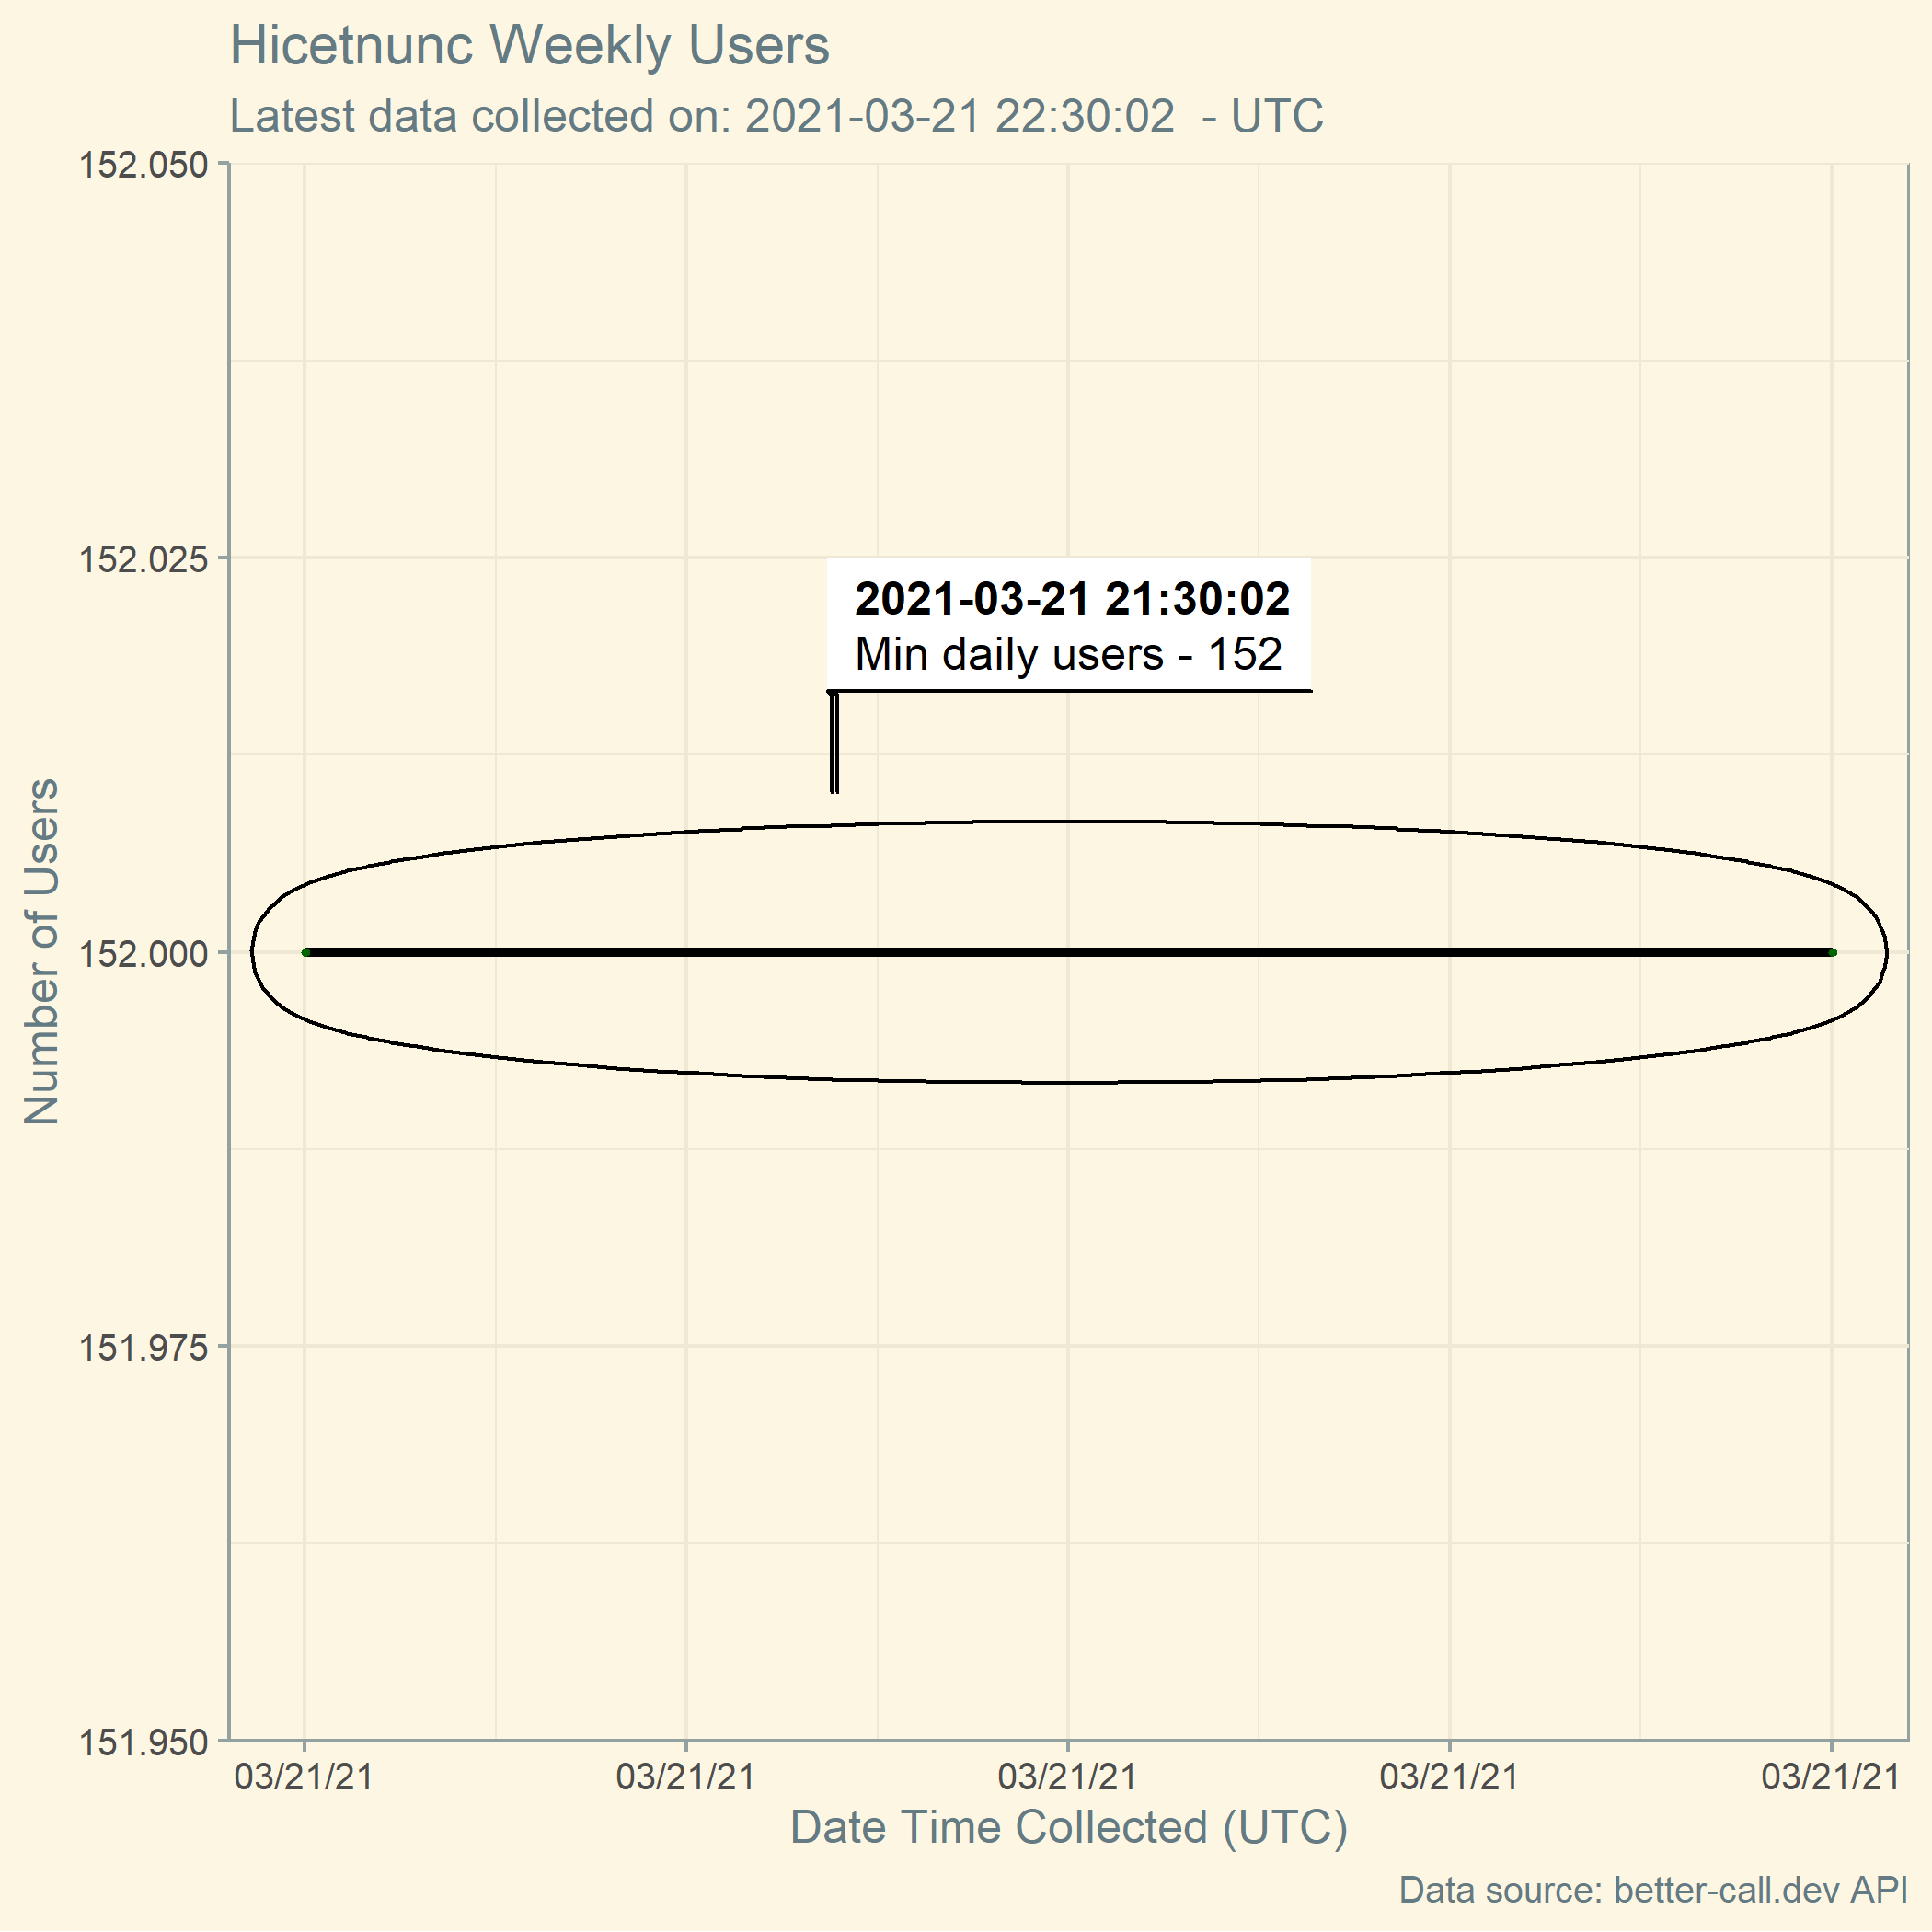 Hicetnunc Weekly Users
Latest data collected on: 2021-03-21 22:30:02  - UTC
152.050
152.025
2021-03-21 21:30:02
Min daily users - 152
Number of Users
152.000
151.975
151.950
03/21/21 03/21/21 03/21/21 03/21/21 03/21/21
Date Time Collected (UTC)
Data source: better-call.dev API